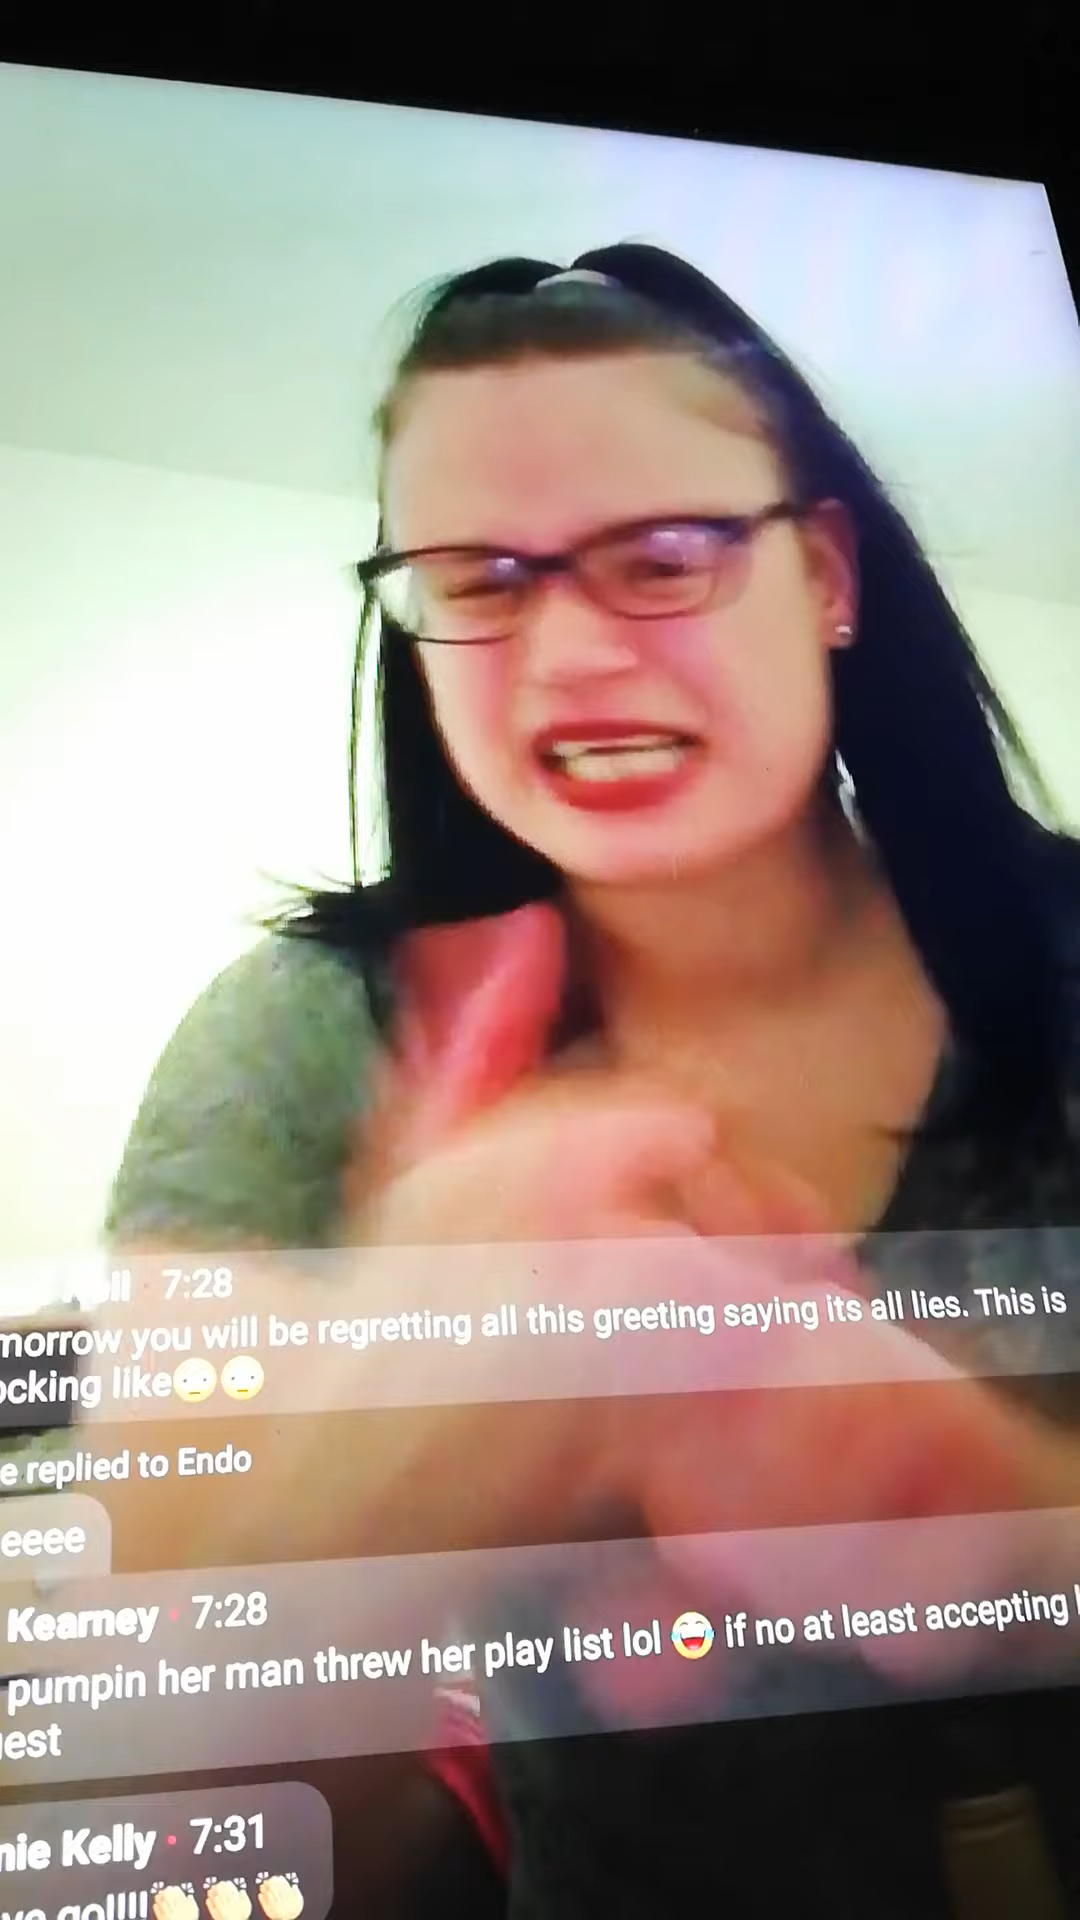 7:28
morrow you will be regretting all this greeting saying its all lies. This is
ocking like😳😳
e replied to Endo
eeee
Kearney · 7:28
pumpin her man threw her play list lol 😂 if no at least accepting
est
nie Kelly · 7:31
ve go!!!!👏👏👏